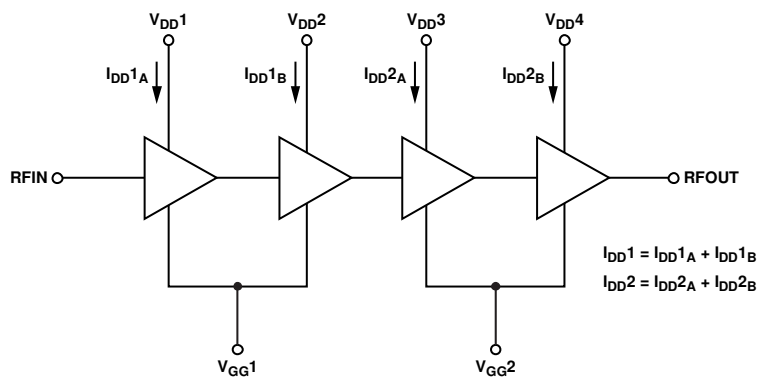 VDD1
VDD2
VDD3
VDD4
IDD1A
IDD1B
IDD2A
IDD2B
RFIN
RFOUT
IDD1 = IDD1A + IDD1B
IDD2 = IDD2A + IDD2B
VGG1
VGG2